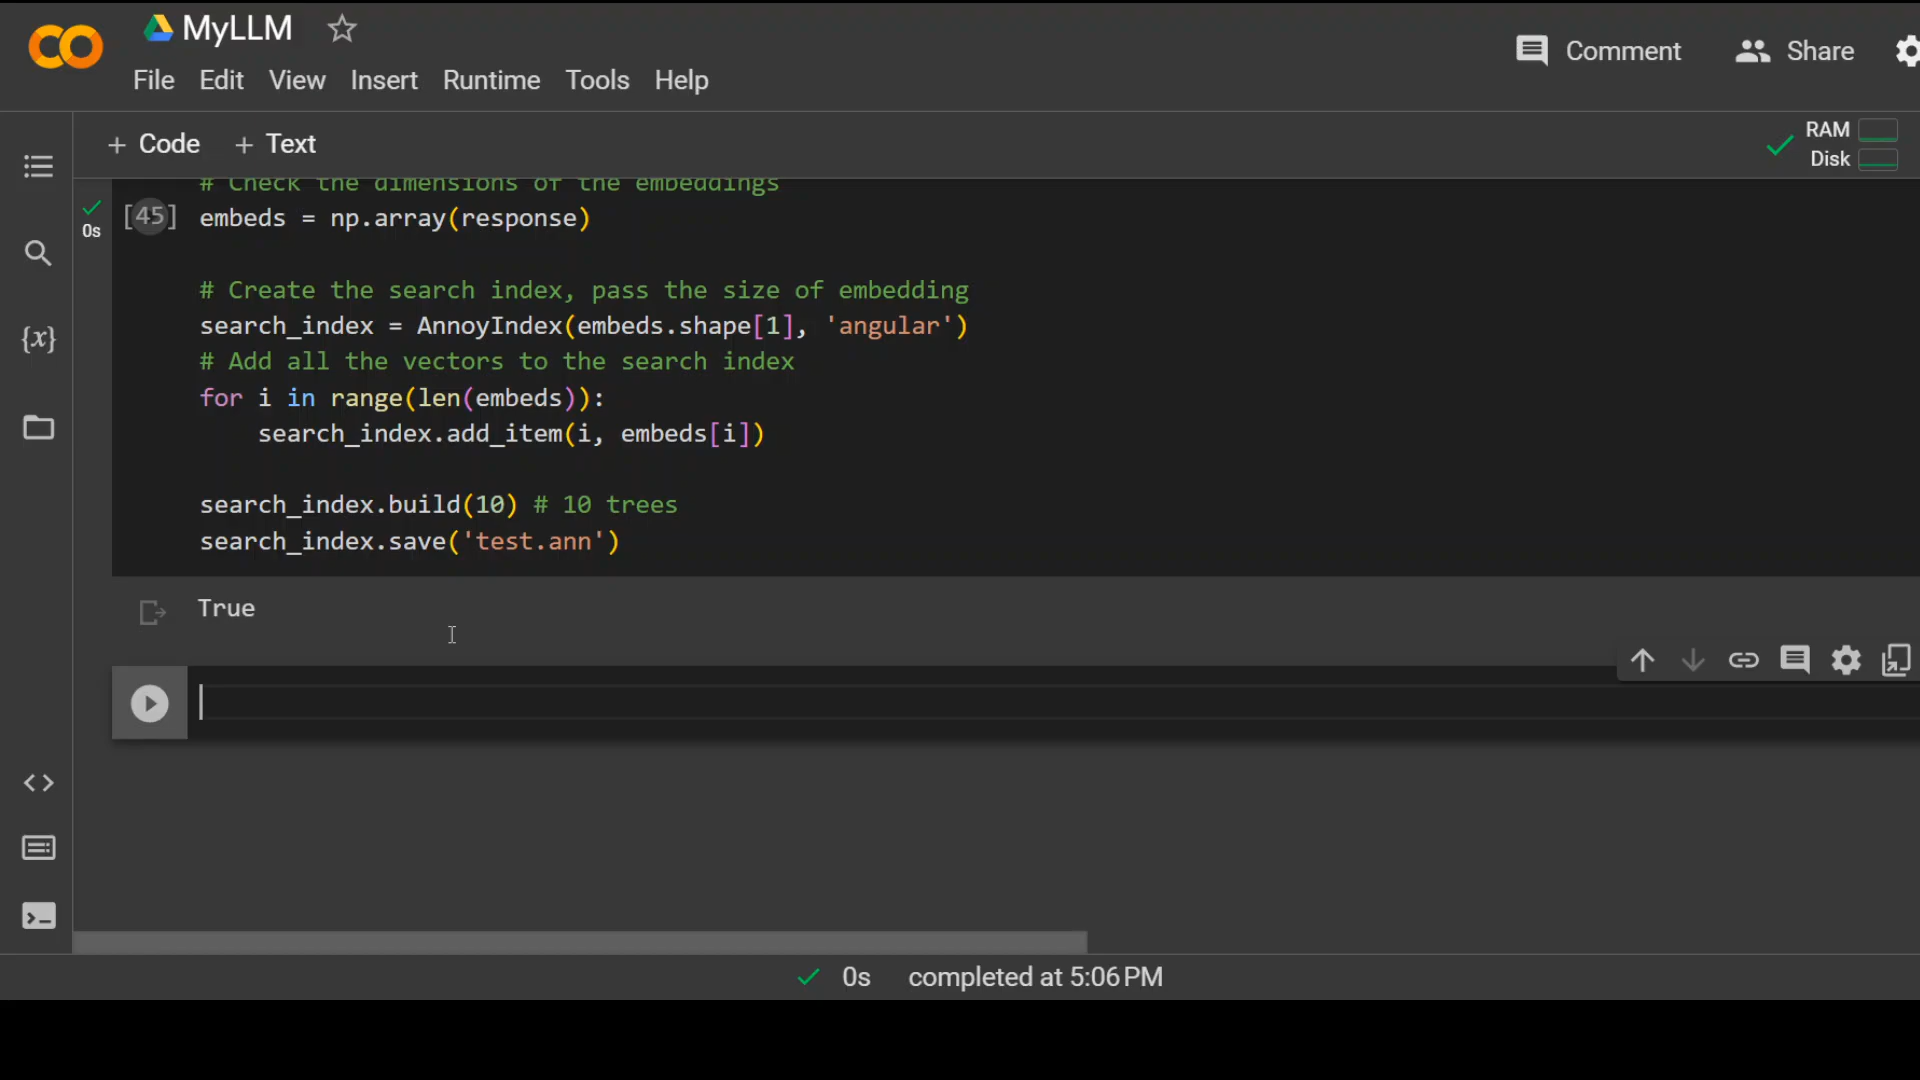 MyLLM
File Edit View Insert Runtime Tools Help
Comment Share
+ Code + Text
RAM
Disk
# Check the dimensions of the embeddings
[45] embeds = np.array(response)
0s
# Create the search index, pass the size of embedding
search_index = AnnoyIndex(embeds.shape[1], 'angular')
# Add all the vectors to the search index
for i in range(len(embeds)):
search_index.add_item(i, embeds[i])
search_index.build(10) # 10 trees
search_index.save('test.ann')
True
{x}
0s completed at 5:06 PM